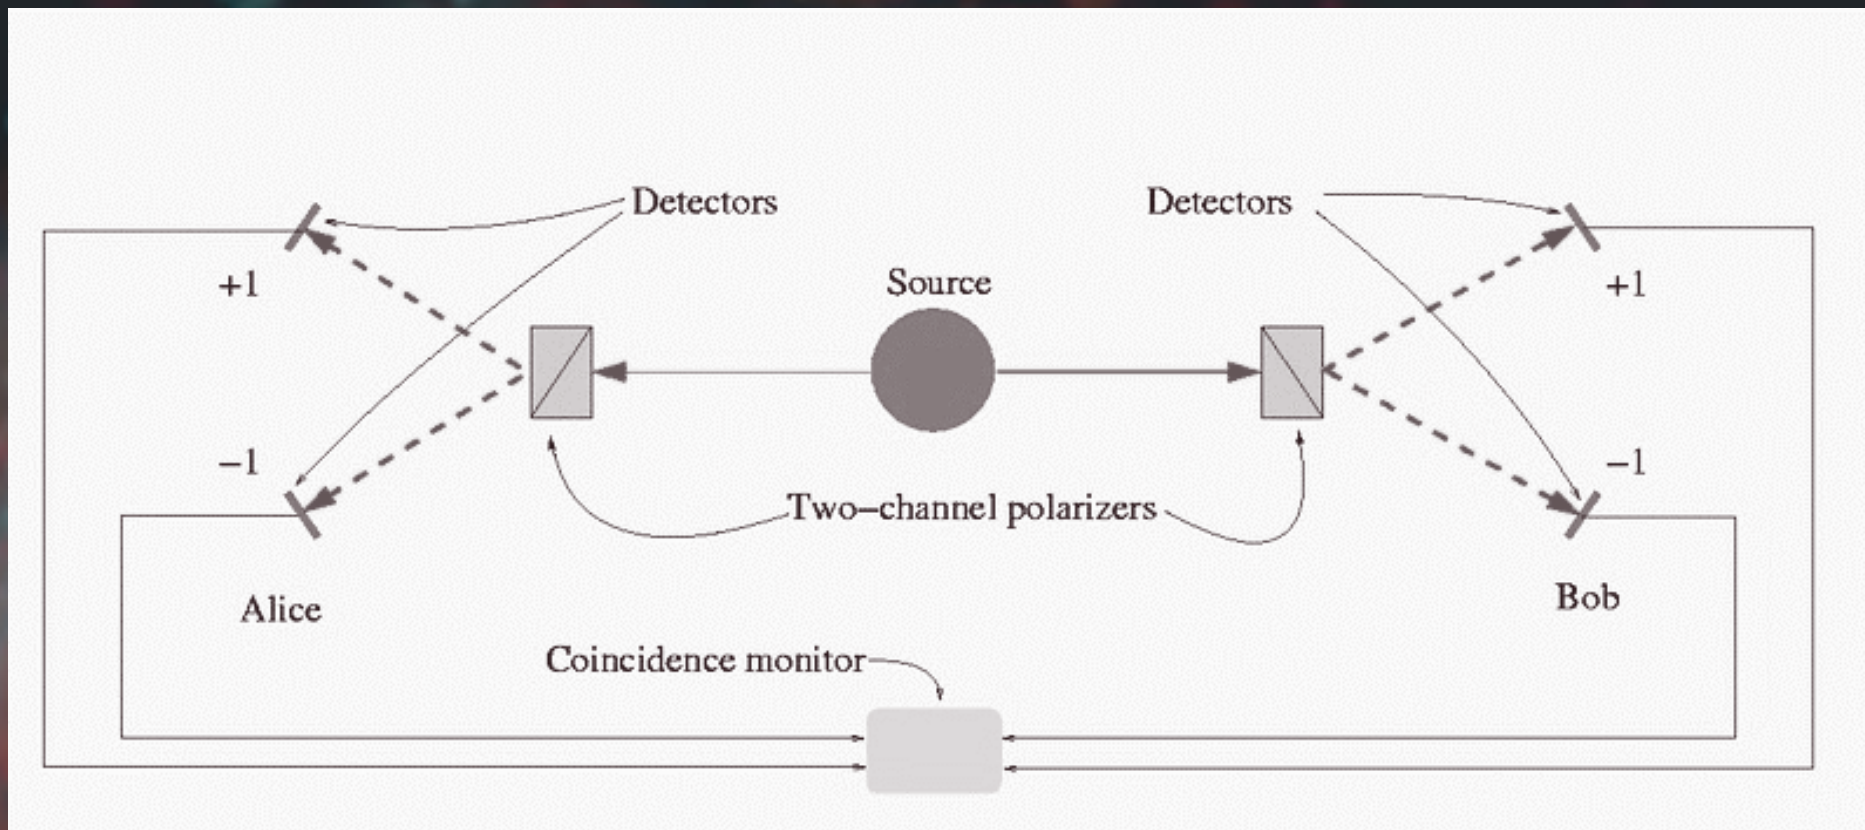 Detectors
Detectors
Source
+1
+1
−1
−1
Two−channel polarizers
Alice
Bob
Coincidence monitor